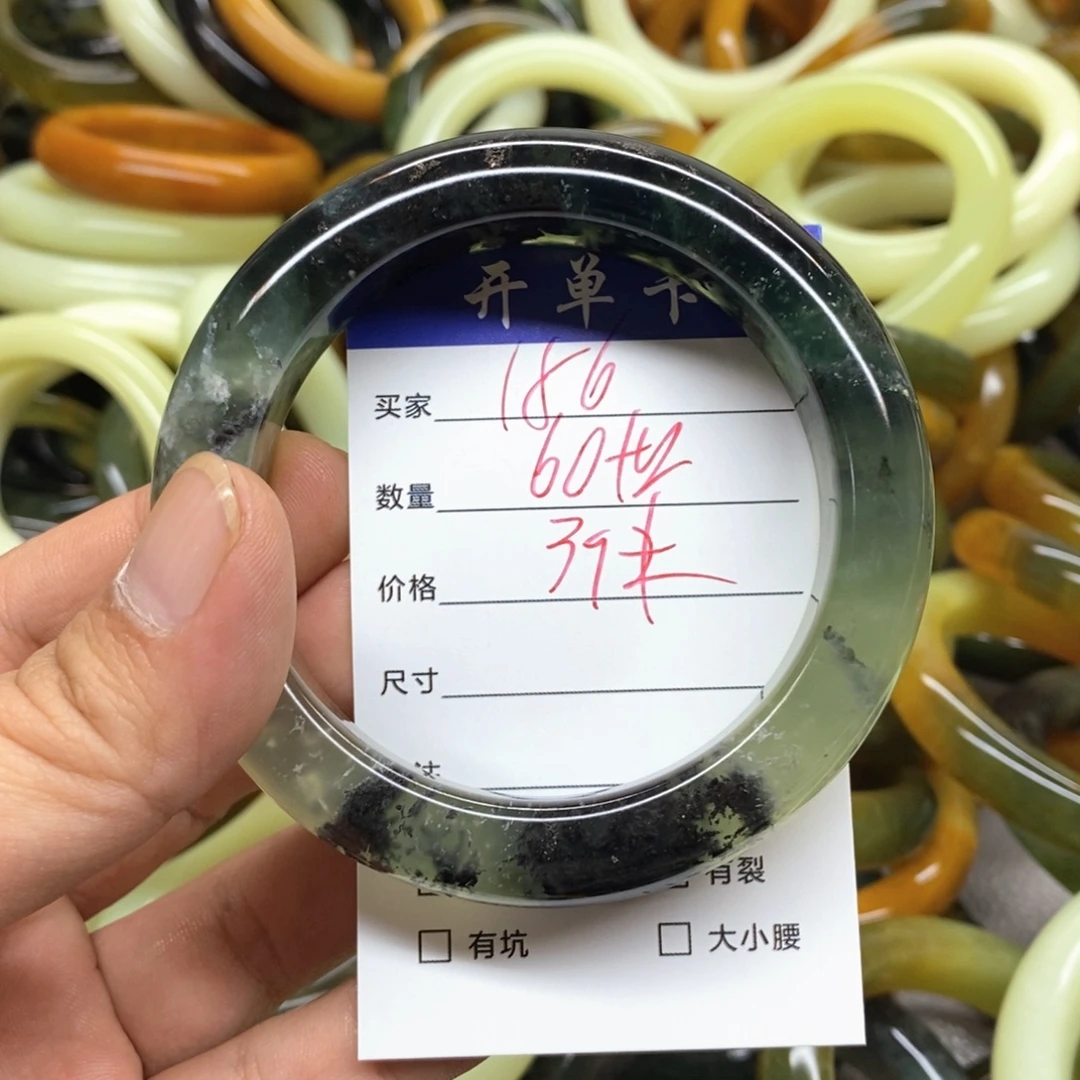 开单卡
买家 186
数量 60
价格 39
尺寸
有裂
有坑 大小腰